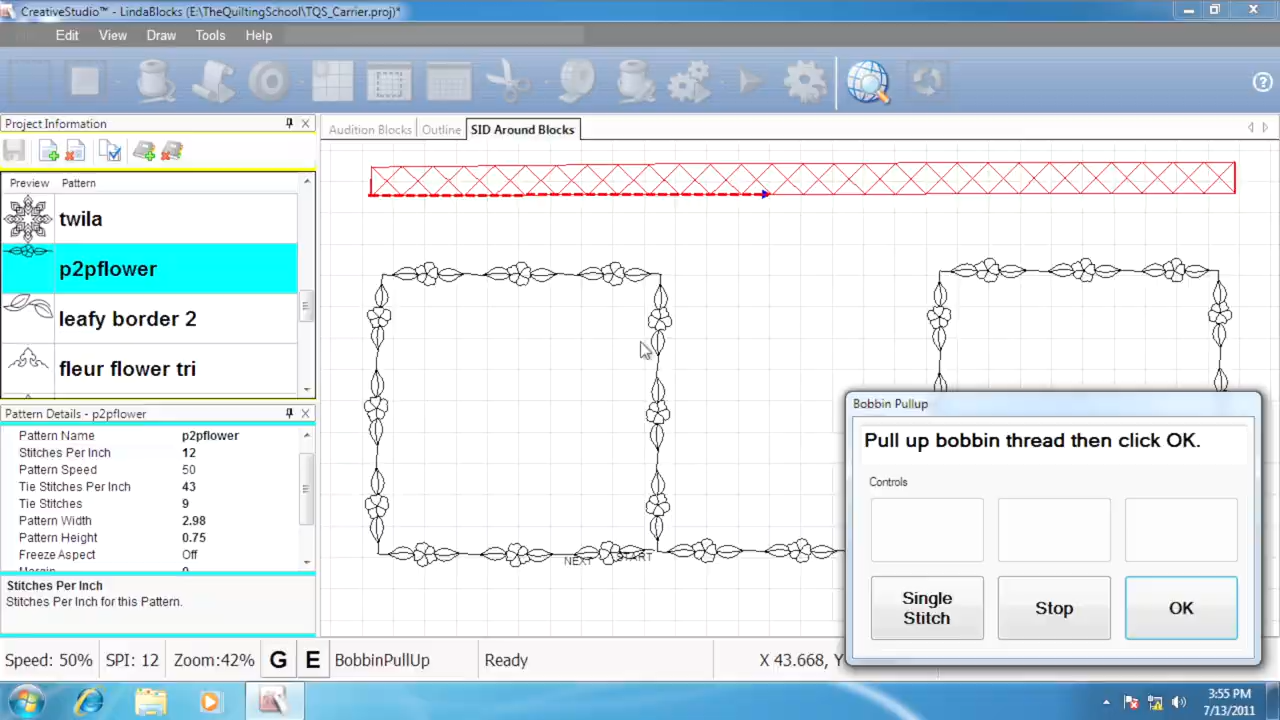 CreativeStudio™ - LindaBlocks (E:\TheQuiltingSchool\TQS_Carrier.proj)*
Edit View Draw Tools Help
Project Information
Audition Blocks Outline SID Around Blocks
Preview Pattern
twila
p2pflower
leafy border 2
fleur flower tri
Pattern Details - p2pflower
Pattern Name p2pflower
Stitches Per Inch 12
Pattern Speed 50
Tie Stitches Per Inch 43
Tie Stitches 9
Pattern Width 2.98
Pattern Height 0.75
Freeze Aspect Off
Stitches Per Inch
Stitches Per Inch for this Pattern.
NEXT START
Bobbin Pullup
Pull up bobbin thread then click OK.
Controls
Single
Stitch
Stop
OK
Speed: 50% SPI: 12 Zoom:42% G E BobbinPullUp Ready X 43.668, Y
3:55 PM
7/13/2011